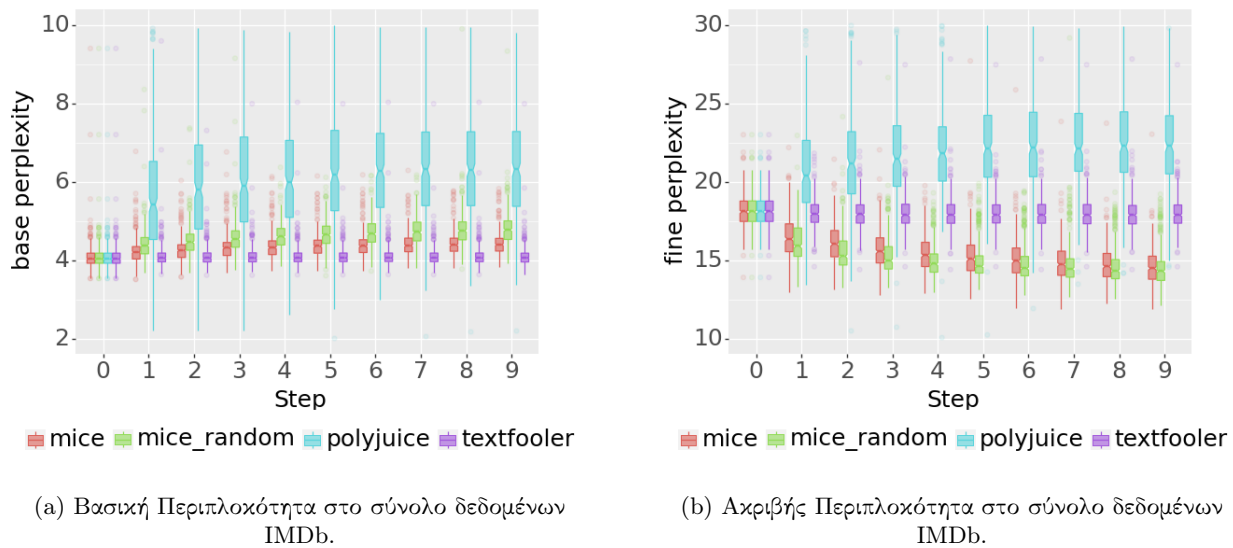 10
8
6
4
2
base perplexity
0 1 2 3 4 5 6 7 8 9
Step
mice mice_random polyjuice textfooler
(a) Βασική Περιπλοκότητα στο σύνολο δεδομένων
IMDb.
30
25
20
15
10
fine perplexity
0 1 2 3 4 5 6 7 8 9
Step
mice mice_random polyjuice textfooler
(b) Ακριβής Περιπλοκότητα στο σύνολο δεδομένων
IMDb.